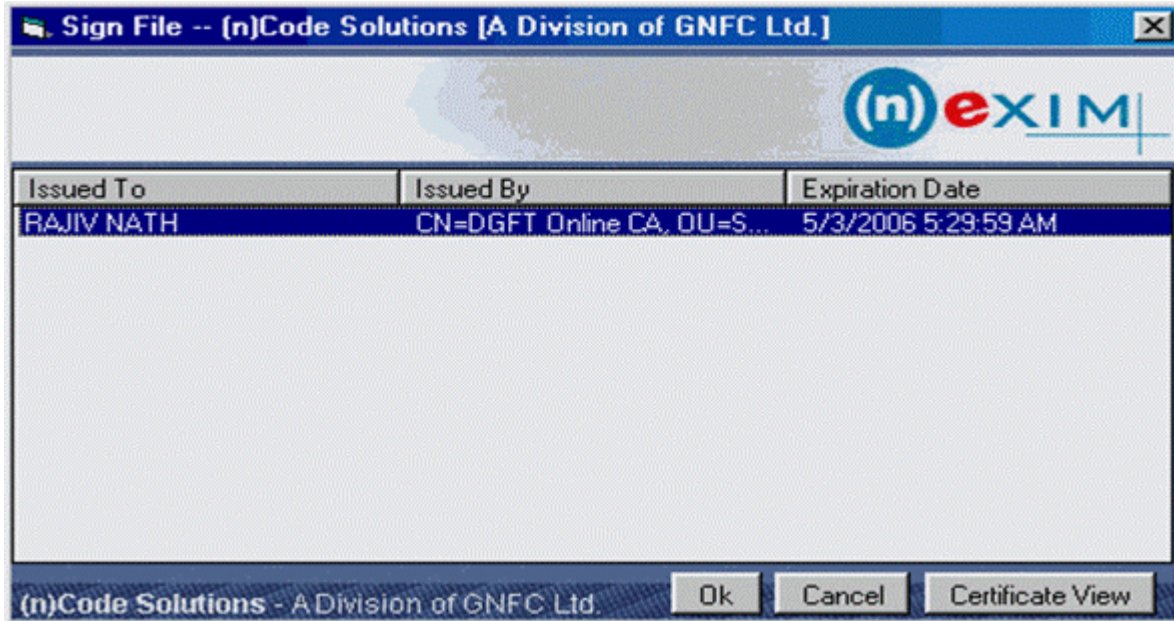 Sign File -- (n)Code Solutions [A Division of GNFC Ltd.]
(n) eXIM
Issued To Issued By Expiration Date
RAJIV NATH CN=DGFT Online CA, OU=S... 5/3/2006 5:29:59 AM
(n)Code Solutions - A Division of GNFC Ltd. Ok Cancel Certificate View